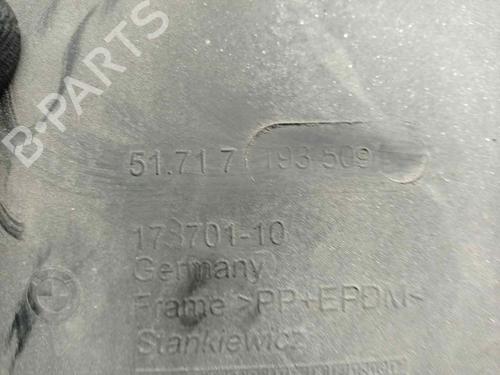 B-PARTS
51.71 7 193 509
173701-10
Germany
Frame >PP+EPDM<
Stankiewicz